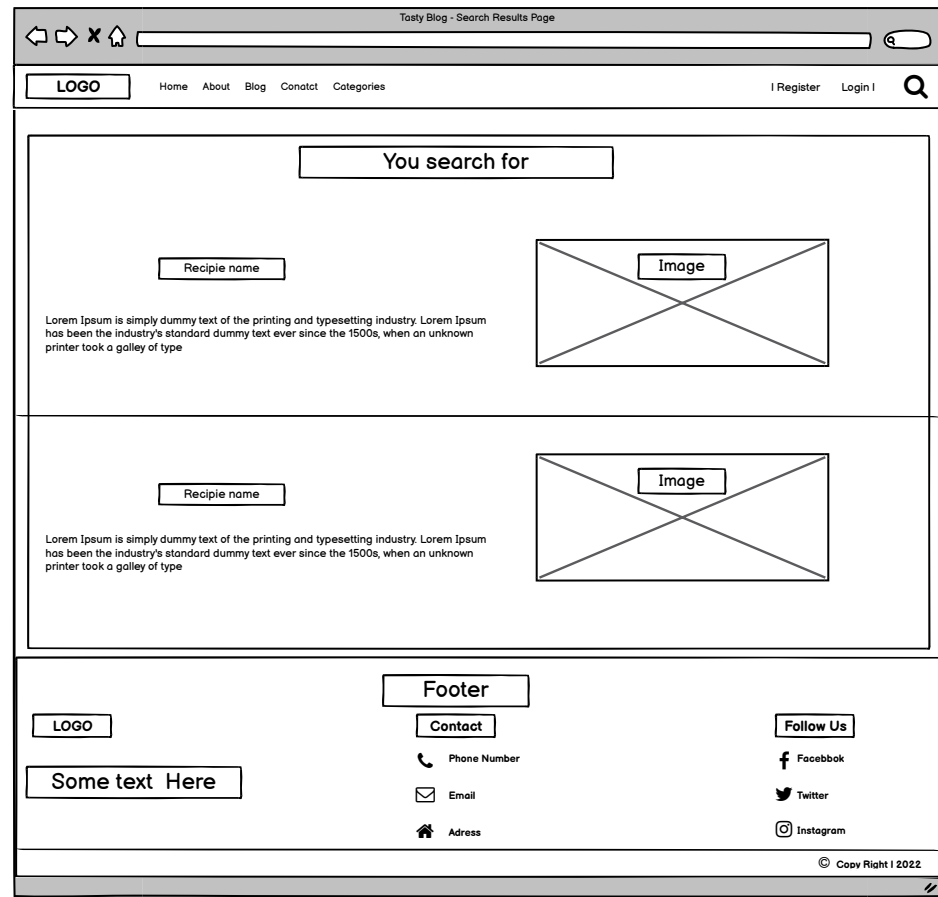 Tasty Blog - Search Results Page
LOGO Home About Blog Conatct Categories | Register Login |
You search for
Recipie name
Image
Lorem Ipsum is simply dummy text of the printing and typesetting industry. Lorem Ipsum
has been the industry's standard dummy text ever since the 1500s, when an unknown
printer took a galley of type
Recipie name
Image
Lorem Ipsum is simply dummy text of the printing and typesetting industry. Lorem Ipsum
has been the industry's standard dummy text ever since the 1500s, when an unknown
printer took a galley of type
Footer
LOGO
Some text Here
Contact
Phone Number
Email
Adress
Follow Us
Facebbok
Twitter
Instagram
© Copy Right | 2022